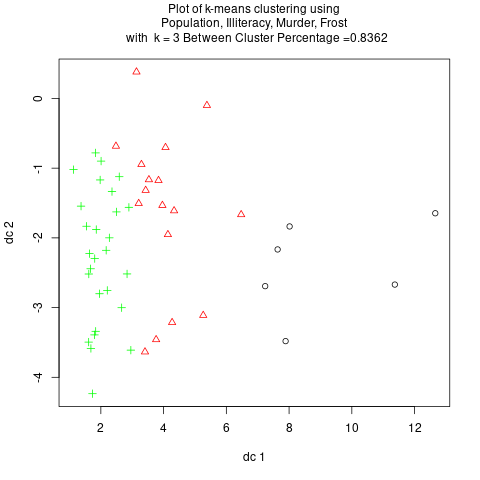 Plot of k-means clustering using
Population, Illiteracy, Murder, Frost
with  k = 3 Between Cluster Percentage =0.8362
0
-1
-2
-3
-4
dc 2
2
4
6
8
10
12
dc 1